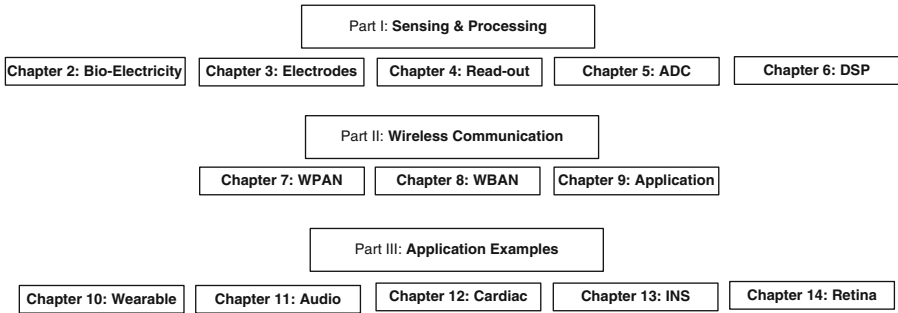 Part I: Sensing & Processing
Chapter 2: Bio-Electricity
Chapter 3: Electrodes
Chapter 4: Read-out
Chapter 5: ADC
Chapter 6: DSP
Part II: Wireless Communication
Chapter 7: WPAN
Chapter 8: WBAN
Chapter 9: Application
Part III: Application Examples
Chapter 10: Wearable
Chapter 11: Audio
Chapter 12: Cardiac
Chapter 13: INS
Chapter 14: Retina